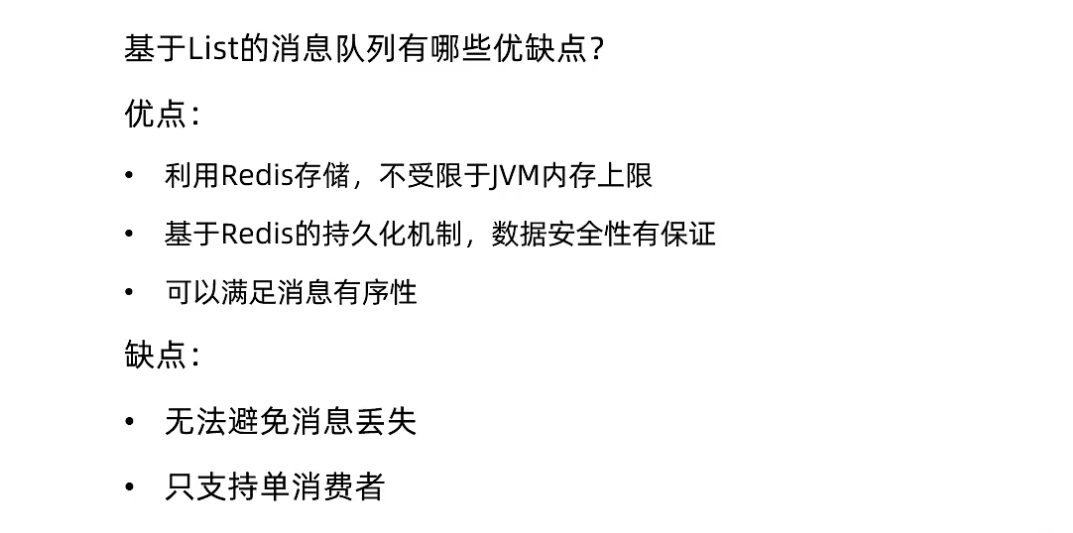 基于List的消息队列有哪些优缺点？
优点：
• 利用Redis存储，不受限于JVM内存上限
• 基于Redis的持久化机制，数据安全性有保证
• 可以满足消息有序性
缺点：
• 无法避免消息丢失
• 只支持单消费者